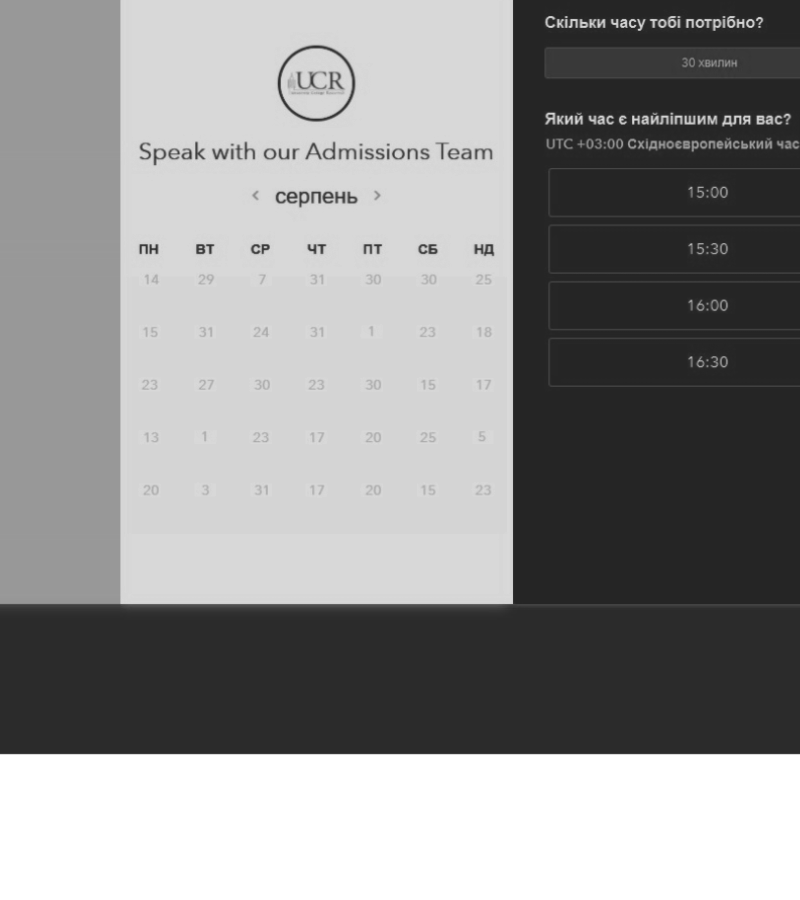 UCR
Speak with our Admissions Team
< серпень >
ПН ВТ СР ЧТ ПТ СБ НД
14 29 7 31 30 30 25
15 31 24 31 1 23 18
23 27 30 23 30 15 17
13 1 23 17 20 25 5
20 3 31 17 20 15 23
Скільки часу тобі потрібно?
30 хвилин
Який час є найліпшим для вас?
UTC +03:00 Східноєвропейський час
15:00
15:30
16:00
16:30